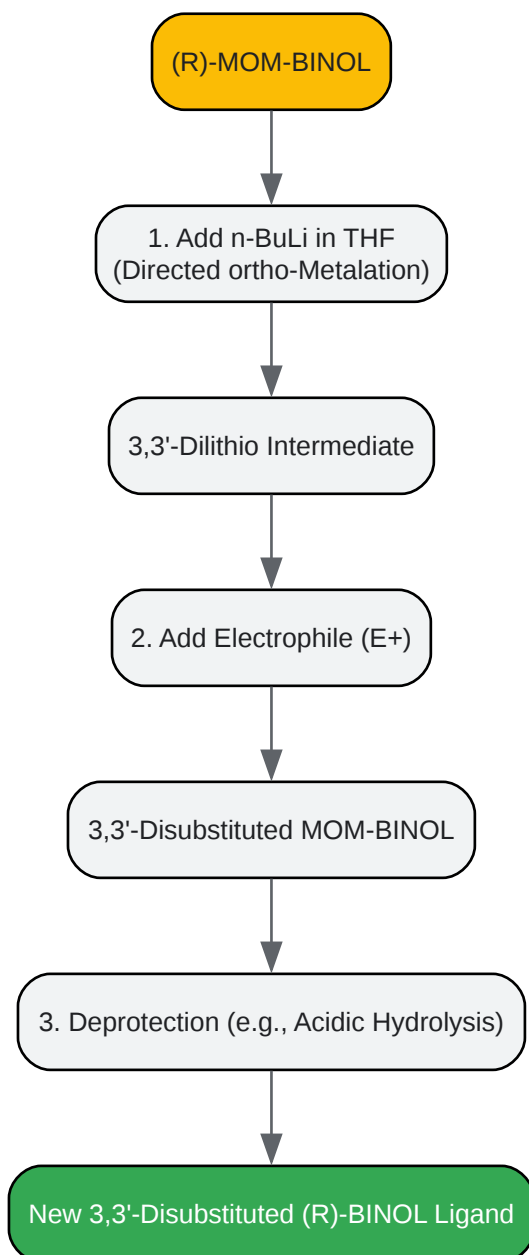 (R)-MOM-BINOL
1. Add n-BuLi in THF
(Directed ortho-Metalation)
3,3'-Dilithio Intermediate
2. Add Electrophile (E+)
3,3'-Disubstituted MOM-BINOL
3. Deprotection (e.g., Acidic Hydrolysis)
New 3,3'-Disubstituted (R)-BINOL Ligand